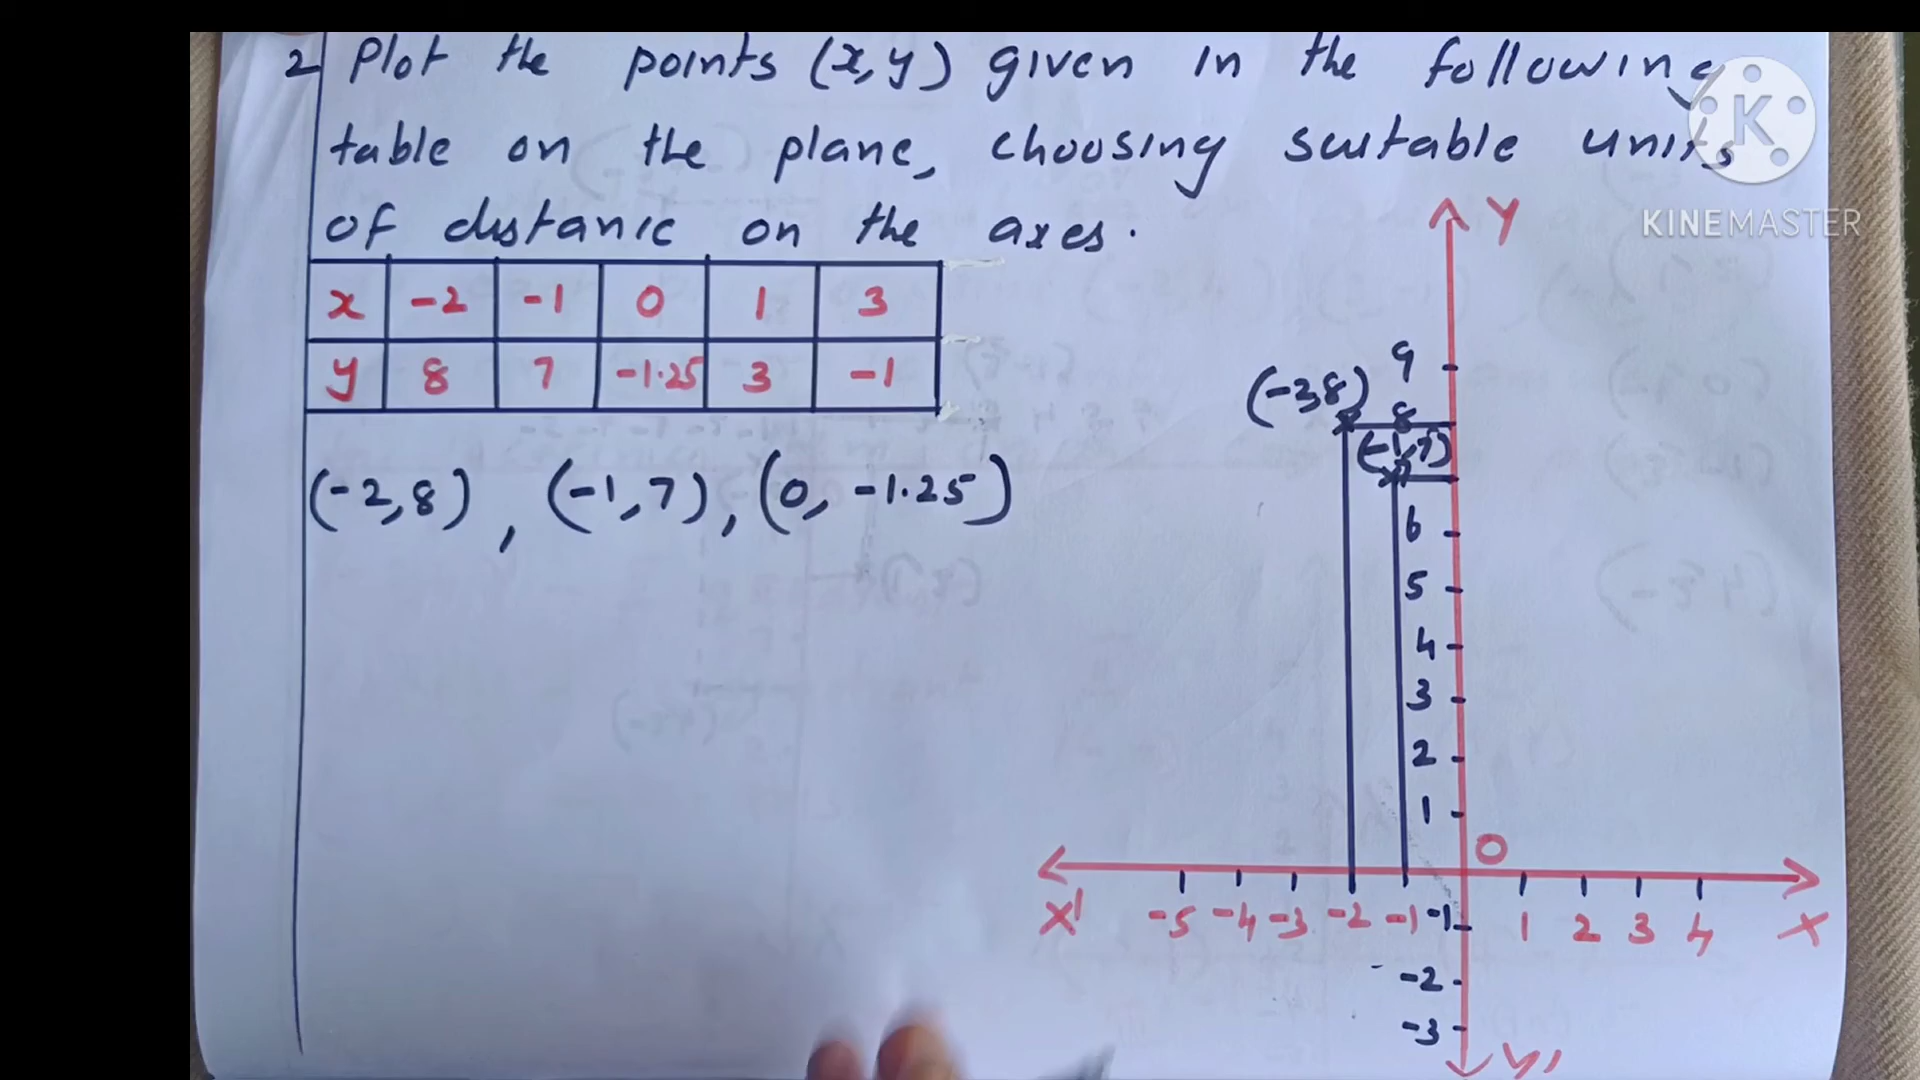 2 Plot the points (x,y) given in the following
table on the plane, choosing suitable units
of distance on the axes.
x -2 -1 0 1 3
y 8 7 -1.25 3 -1
(-2,8), (-1,7), (0, -1.25)
K
KINEMASTER
Y
9
(-3,8) 8
(-1,7)
7
6
5
4
3
2
1
O
X' -5 -4 -3 -2 -1 -1 1 2 3 4 X
-2
-3
Y'